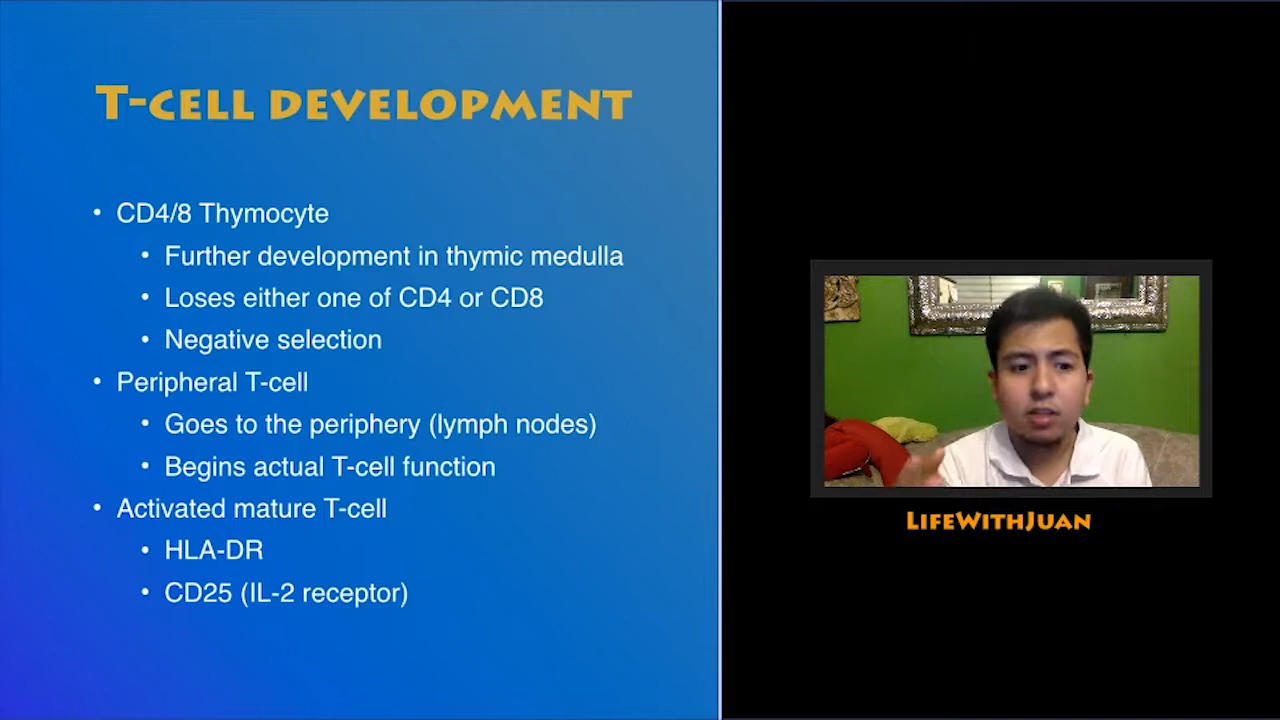 T-CELL DEVELOPMENT
• CD4/8 Thymocyte
• Further development in thymic medulla
• Loses either one of CD4 or CD8
• Negative selection
• Peripheral T-cell
• Goes to the periphery (lymph nodes)
• Begins actual T-cell function
• Activated mature T-cell
• HLA-DR
• CD25 (IL-2 receptor)
LIFEWITHJUAN